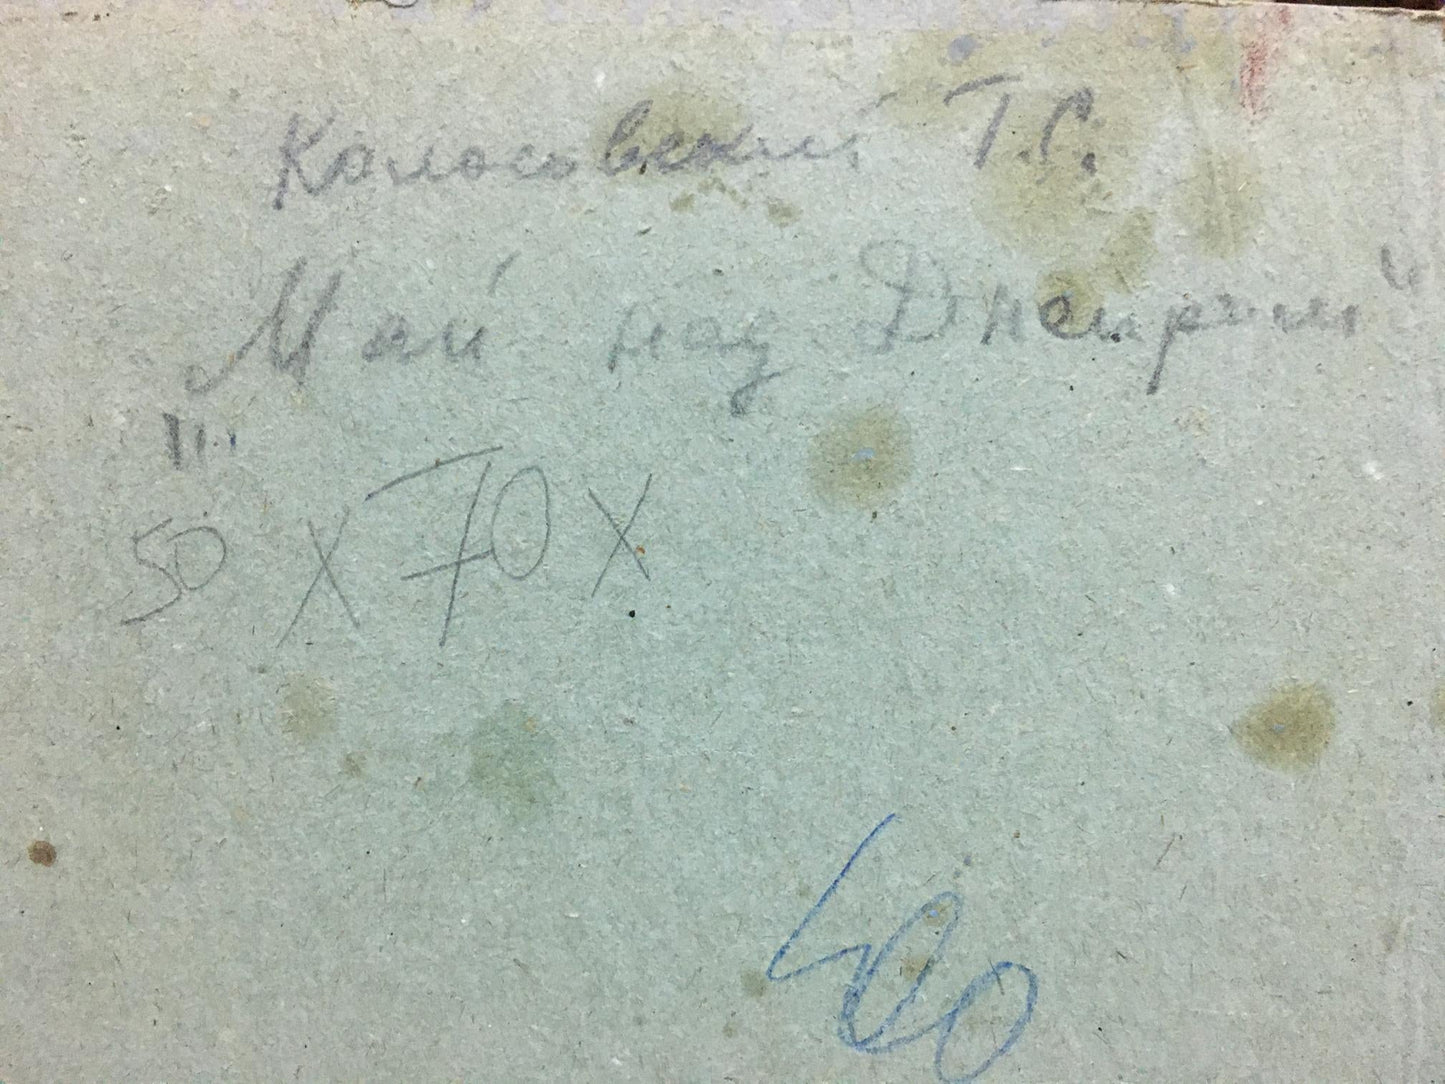 Колосовский Г.С.
„Май над Днепром"
50 х 70 х
400